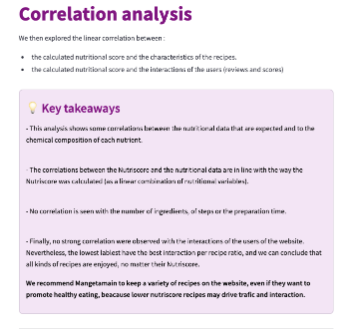 Correlation analysis
We then explored the linear correlation between :
• the calculated nutritional score and the characteristics of the recipes.
• the calculated nutritional score and the interactions of the users (reviews and scores)
💡 Key takeaways
- This analysis shows some correlations between the nutritional data that are expected and to the
chemical composition of each nutrient.
- The correlations between the Nutriscore and the nutritional data are in line with the way the
Nutriscore was calculated (as a linear combination of nutritional variables).
- No correlation is seen with the number of ingredients, of steps or the preparation time.
- Finally, no strong correlation were observed with the interactions of the users of the website.
Nevertheless, the lowest lablest have the best interaction per recipe ratio, and we can conclude that
all kinds of recipes are enjoyed, no matter their Nutriscore.
We recommend Mangetamain to keep a variety of recipes on the website, even if they want to
promote healthy eating, beacause lower nutriscore recipes may drive trafic and interaction.